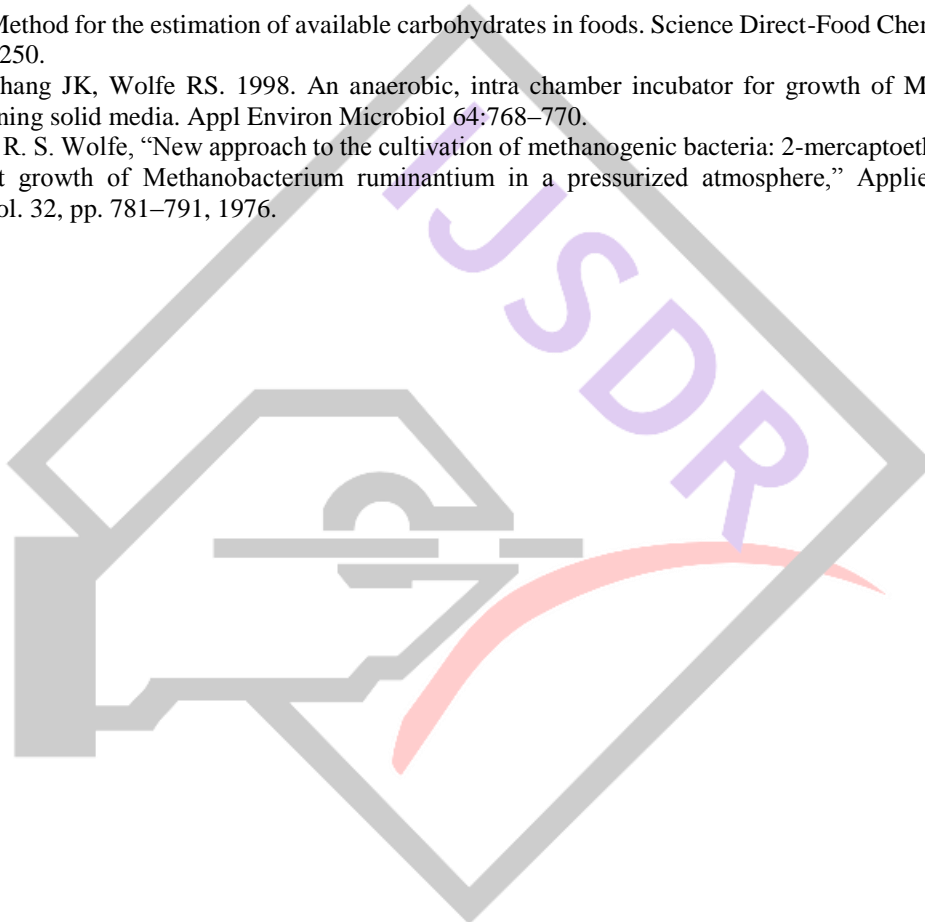 Method for the estimation of available carbohydrates in foods. Science Direct-Food Chem
250.
hang JK, Wolfe RS. 1998. An anaerobic, intra chamber incubator for growth of M
ning solid media. Appl Environ Microbiol 64:768–770.
R. S. Wolfe, “New approach to the cultivation of methanogenic bacteria: 2-mercaptoeth
t growth of Methanobacterium ruminantium in a pressurized atmosphere,” Applie
ol. 32, pp. 781–791, 1976.
IJSDR